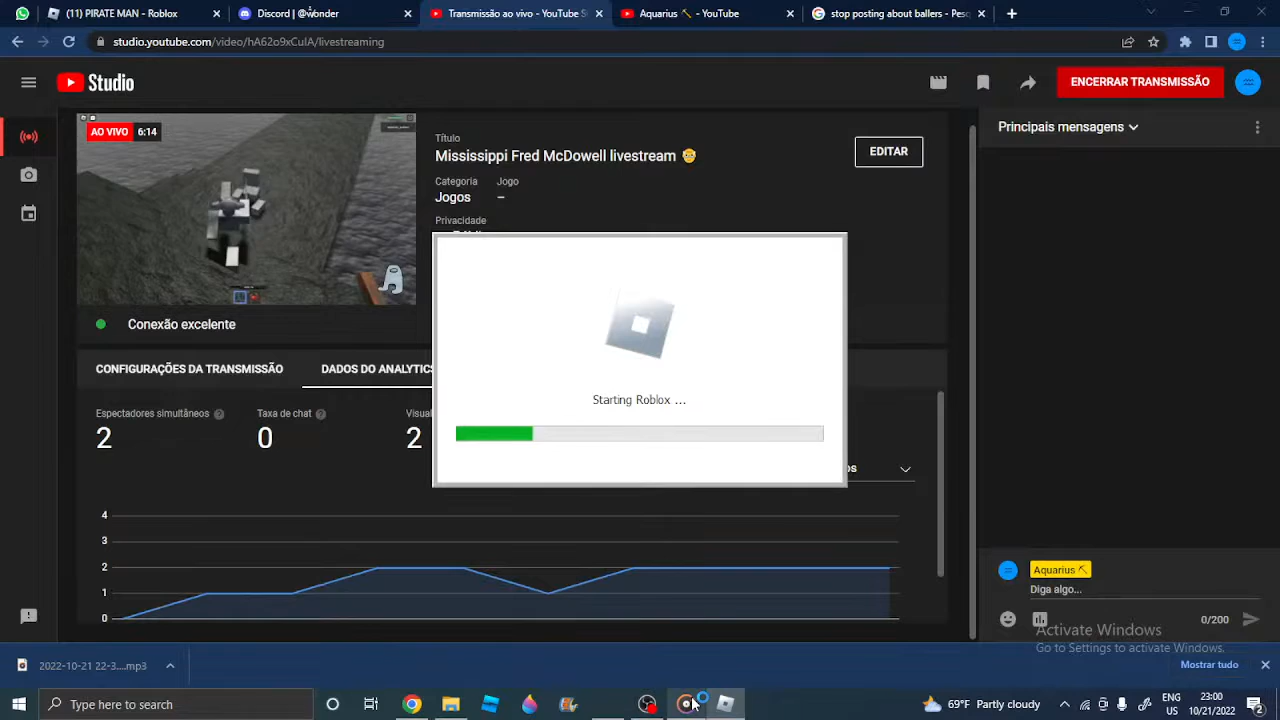 (11) PIRATE MAN - Roblox
Discord | @wonder
Transmissão ao vivo - YouTube S
Aquarius ⛏ - YouTube
stop posting about ballers - Pesq
studio.youtube.com/video/hA62o9xCulA/livestreaming
Studio
ENCERRAR TRANSMISSÃO
AO VIVO 6:14
Título
Mississippi Fred McDowell livestream 👴
EDITAR
Categoria Jogo
Jogos –
Privacidade
Principais mensagens
Conexão excelente
Starting Roblox ...
CONFIGURAÇÕES DA TRANSMISSÃO
DADOS DO ANALYTICS
Espectadores simultâneos
Taxa de chat
Visual
2
0
2
os
4
3
2
1
0
Aquarius ⛏
Diga algo...
0/200
Activate Windows
Go to Settings to activate Windows.
2022-10-21 22-3....mp3
Mostrar tudo
Type here to search
69°F Partly cloudy
ENG
US
23:00
10/21/2022
2